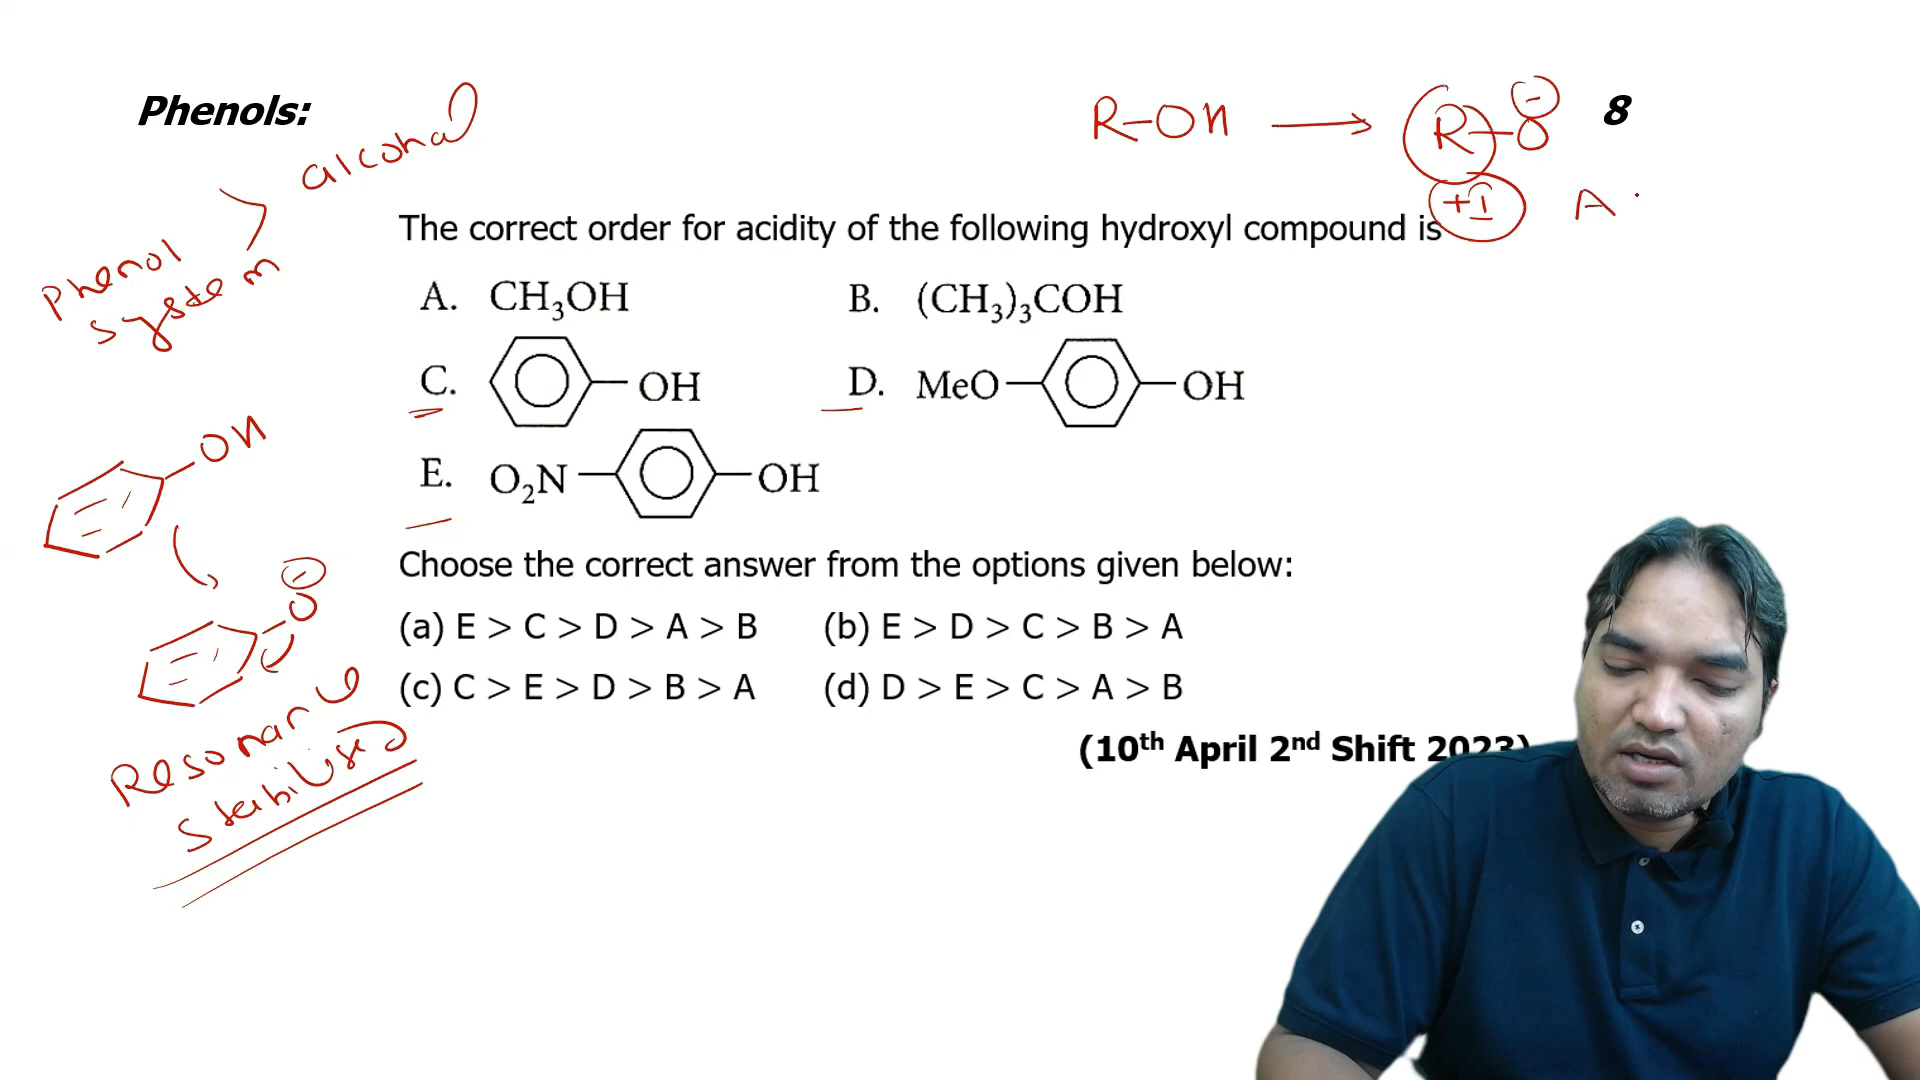 Phenols:
8
R-OH → R-O⊖
+I
A
Phenol system > alcohal
The correct order for acidity of the following hydroxyl compound is
A. CH₃OH
B. (CH₃)₃COH
C. OH
D. MeO OH
E. O₂N OH
OH
O⊖
Resonance
stabilised
Choose the correct answer from the options given below:
(a) E > C > D > A > B
(b) E > D > C > B > A
(c) C > E > D > B > A
(d) D > E > C > A > B
(10th April 2nd Shift 2023)